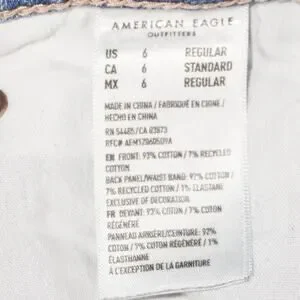 AMERICAN EAGLE
OUTFITTERS
US 6 REGULAR
CA 6 STANDARD
MX 6 REGULAR
MADE IN CHINA / FABRIQUÉ EN CHINE /
HECHO EN CHINA
RN 54485/CA 03873
EN FRONT: 93% COTTON / 7% RECYCLED
COTTON
BACK PANEL/WAIST BAND: 92% COTTON /
7% RECYCLED COTTON / 1% ELASTANE
EXCLUSIVE OF DECORATION
FR DEVANT: 93% COTON / 7% COTON
RÉGÉNÉRÉ
PANNEAU ARRIÈRE/CEINTURE: 92%
COTON / 7% COTON RÉGÉNÉRÉ / 1%
ÉLASTHANNE
À L'EXCEPTION DE LA GARNITURE